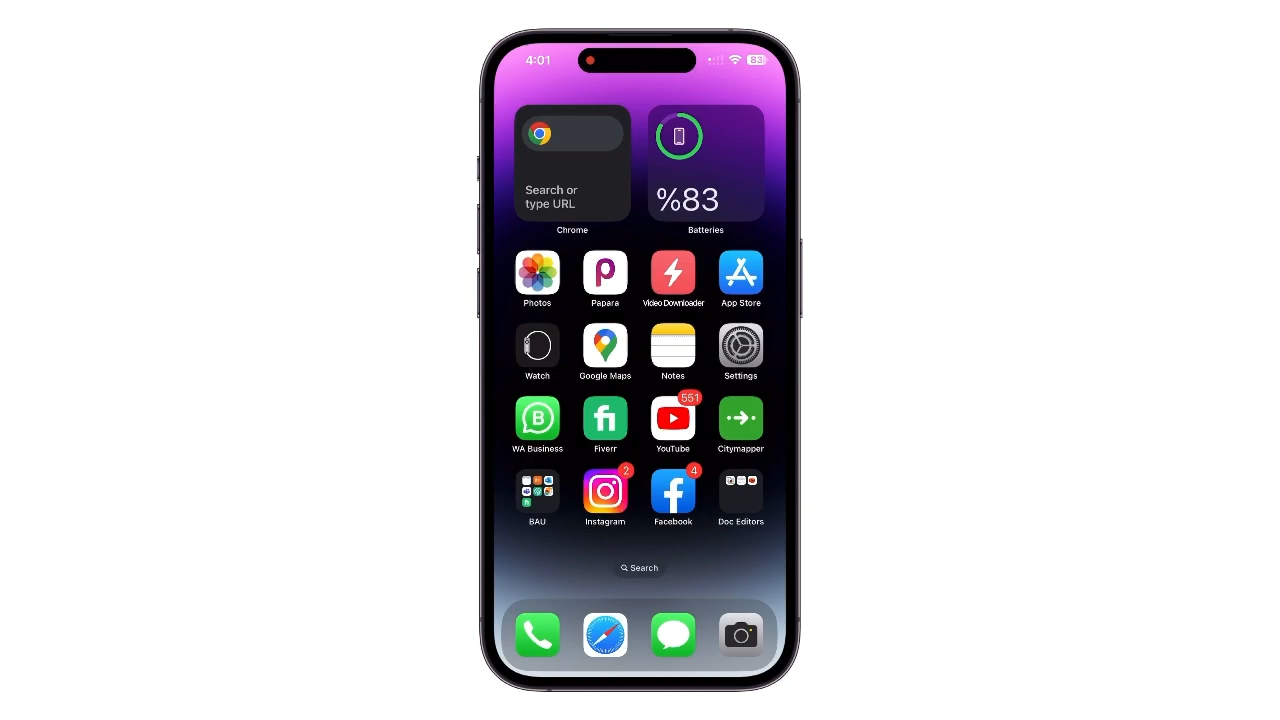 4:01
83
Search or
type URL
%83
Chrome
Batteries
Photos
Papara
Video Downloader
App Store
Watch
Google Maps
Notes
Settings
551
WA Business
Fiverr
YouTube
Citymapper
2
4
BAU
Instagram
Facebook
Doc Editors
Search